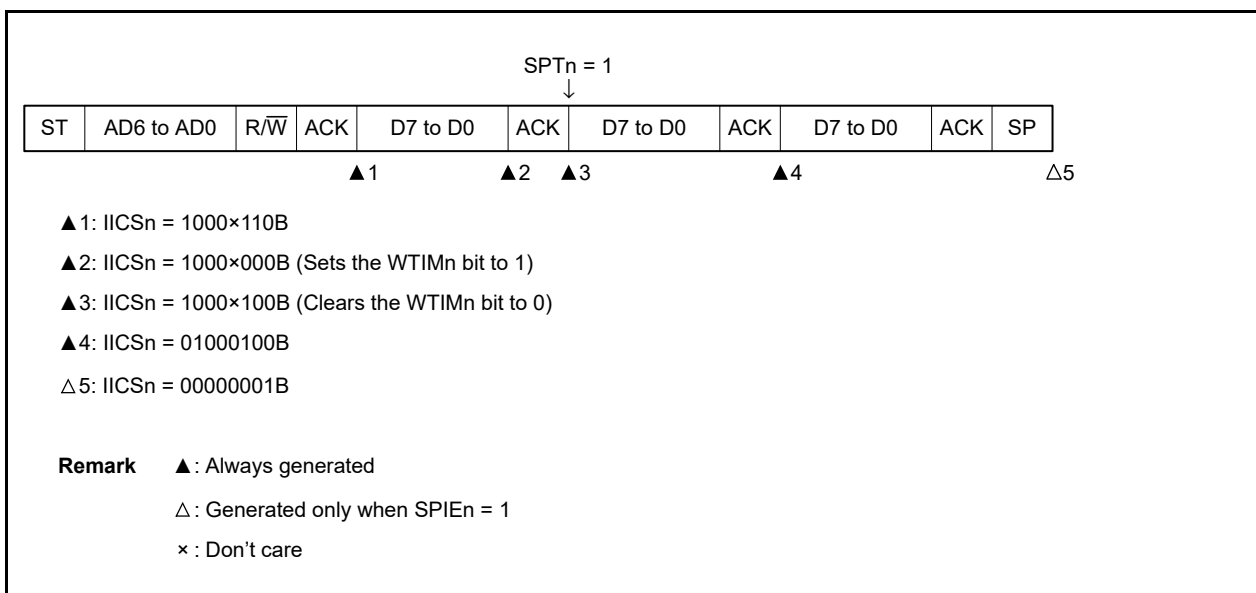 SPTn = 1
↓
ST AD6 to AD0 R/W̅ ACK D7 to D0 ACK D7 to D0 ACK D7 to D0 ACK SP
▲1 ▲2 ▲3 ▲4 △5
▲1: IICSn = 1000×110B
▲2: IICSn = 1000×000B (Sets the WTIMn bit to 1)
▲3: IICSn = 1000×100B (Clears the WTIMn bit to 0)
▲4: IICSn = 01000100B
△5: IICSn = 00000001B
Remark ▲: Always generated
△: Generated only when SPIEn = 1
×: Don't care